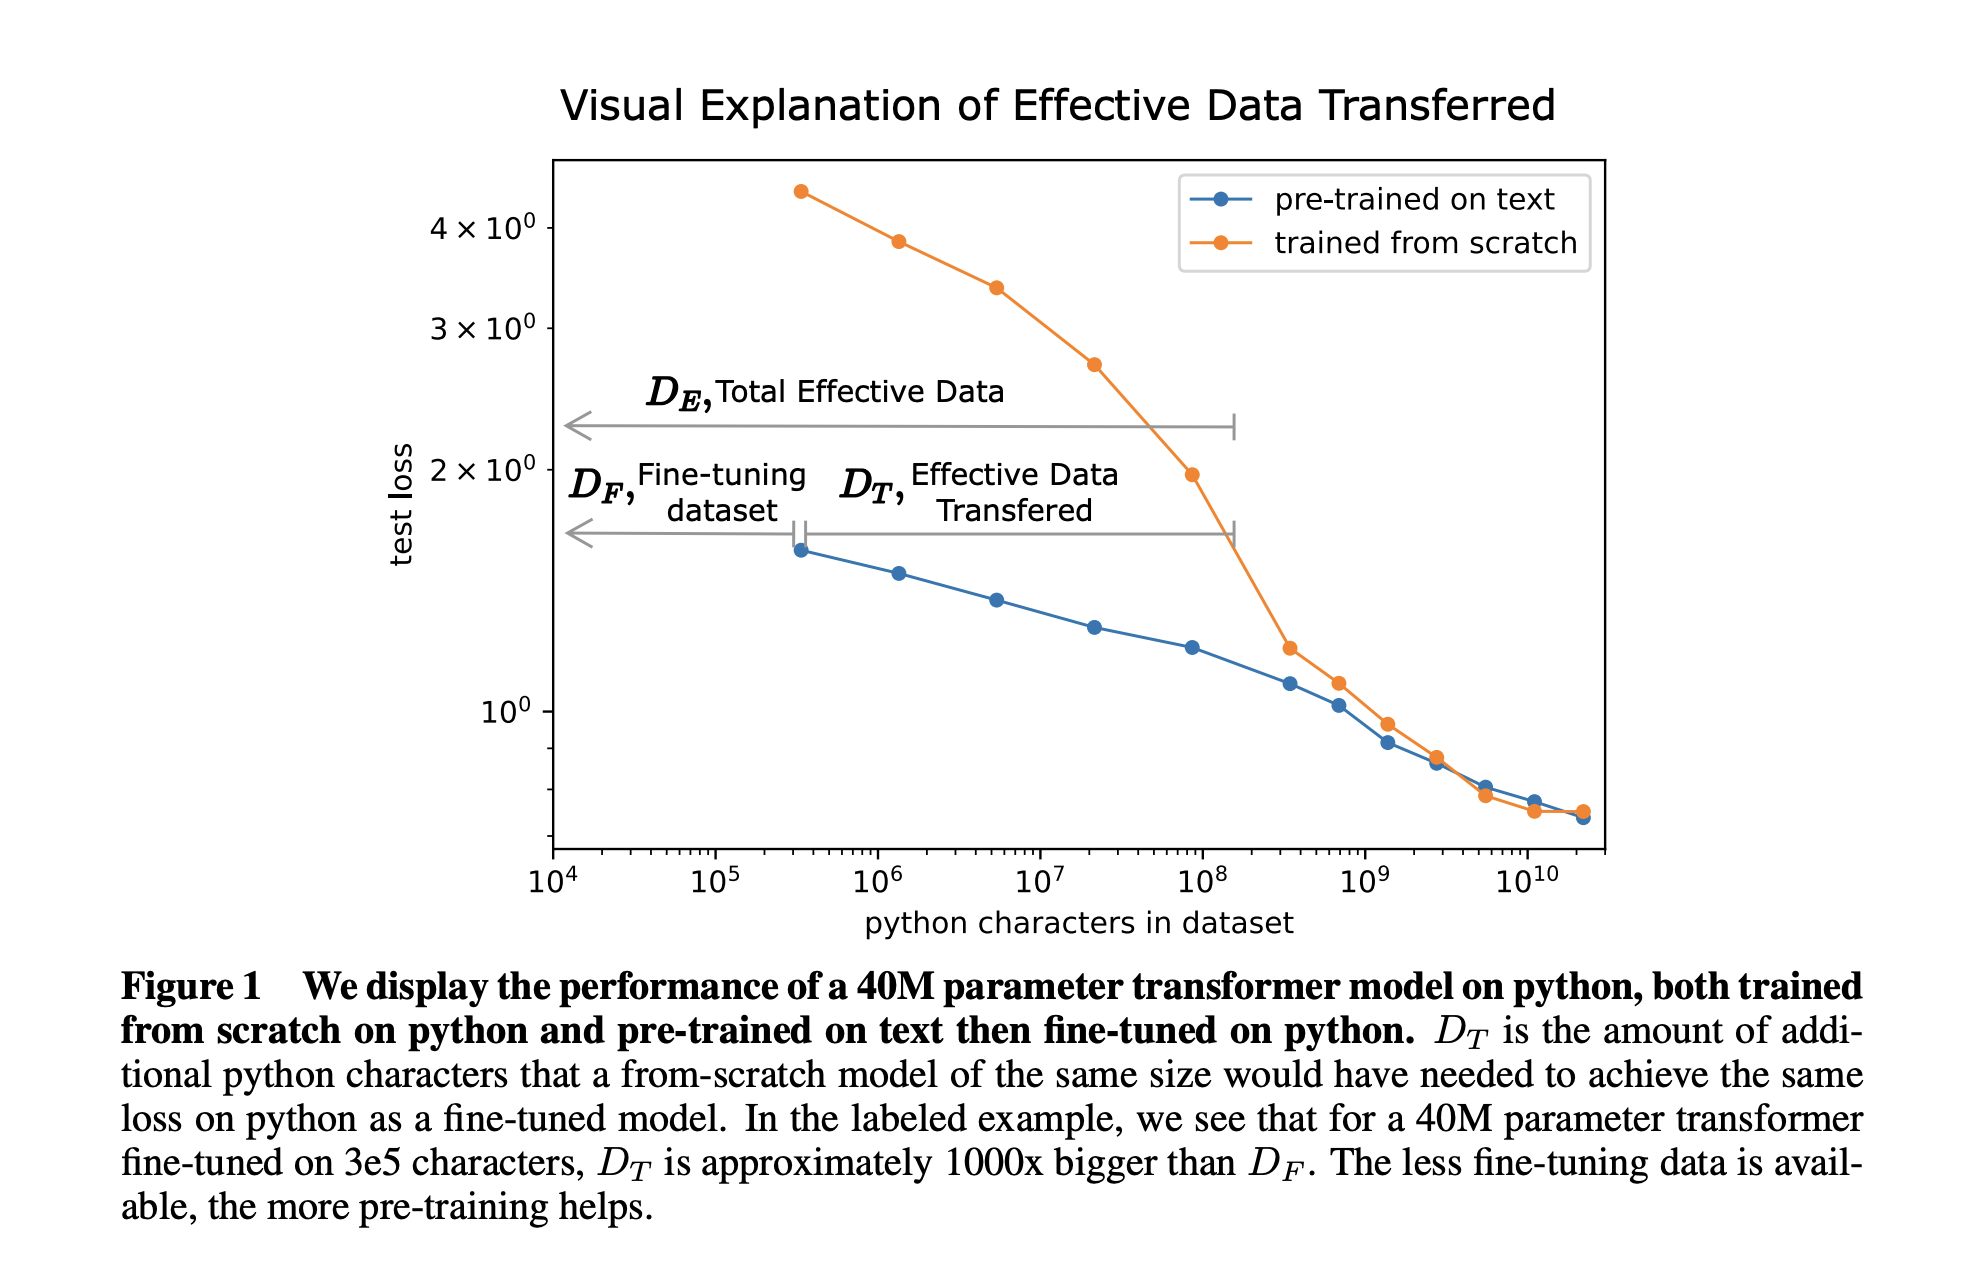 Visual Explanation of Effective Data Transferred
pre-trained on text
trained from scratch
4 × 10⁰
3 × 10⁰
2 × 10⁰
10⁰
test loss
D_E, Total Effective Data
D_F, Fine-tuning
dataset
D_T, Effective Data
Transfered
10⁴ 10⁵ 10⁶ 10⁷ 10⁸ 10⁹ 10¹⁰
python characters in dataset
Figure 1 We display the performance of a 40M parameter transformer model on python, both trained
from scratch on python and pre-trained on text then fine-tuned on python. D_T is the amount of addi-
tional python characters that a from-scratch model of the same size would have needed to achieve the same
loss on python as a fine-tuned model. In the labeled example, we see that for a 40M parameter transformer
fine-tuned on 3e5 characters, D_T is approximately 1000x bigger than D_F. The less fine-tuning data is avail-
able, the more pre-training helps.